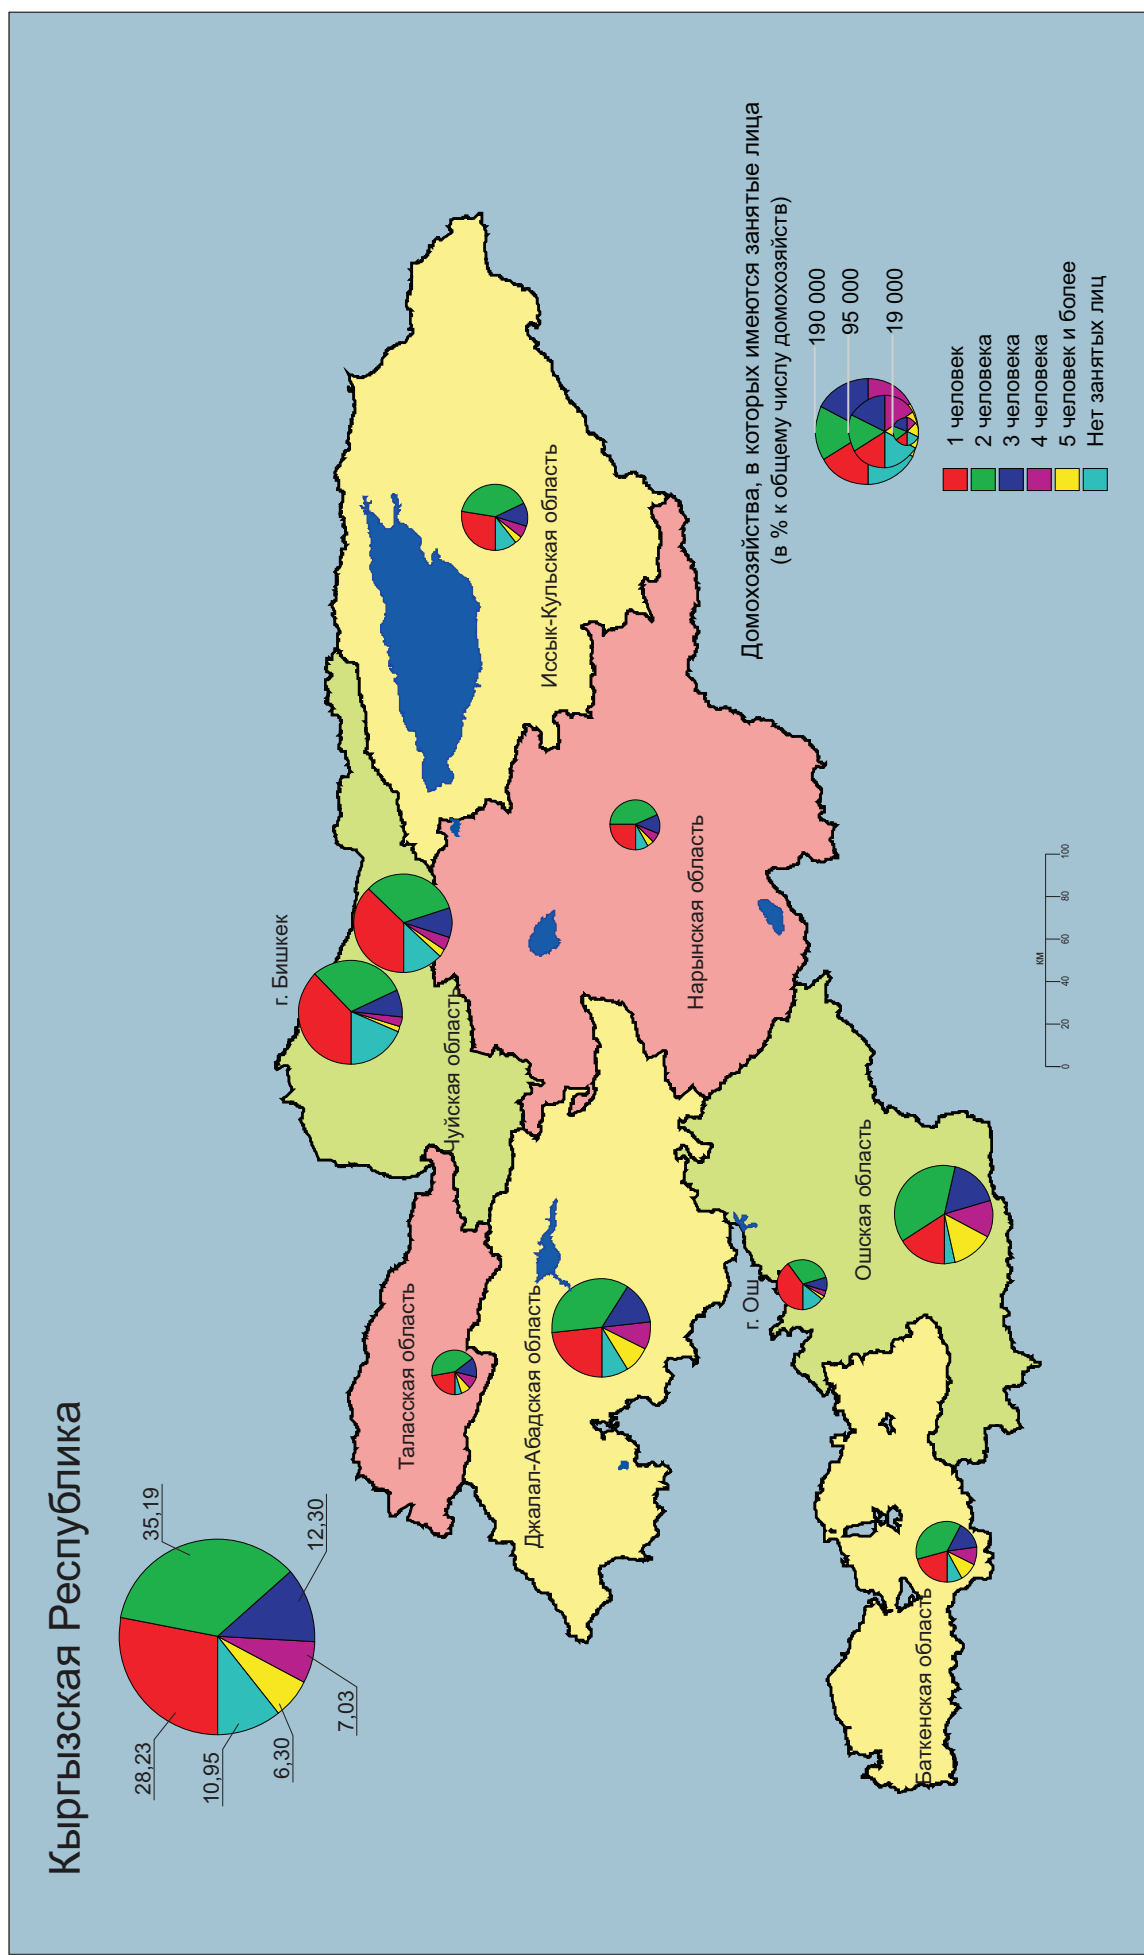 Кыргызская Республика
28,23
35,19
12,30
7,03
6,30
10,95
г. Бишкек
Чуйская область
Таласская область
Иссык-Кульская область
Джалал-Абадская область
Нарынская область
г. Ош
Ошская область
Баткенская область
Домохозяйства, в которых имеются занятые лица
(в % к общему числу домохозяйств)
190 000
95 000
19 000
1 человек
2 человека
3 человека
4 человека
5 человек и более
Нет занятых лиц
км
0 20 40 60 80 100